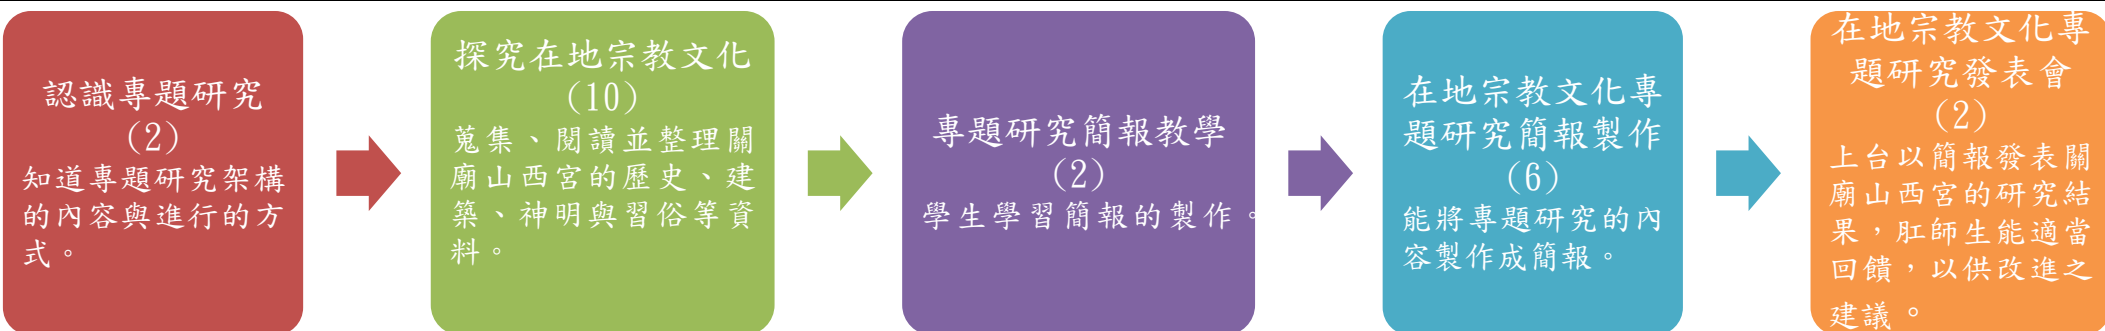 認識專題研究
(2)
知道專題研究架構
的內容與進行的方
式。
探究在地宗教文化
(10)
蒐集、閱讀並整理關
廟山西宮的歷史、建
築、神明與習俗等資
料。
專題研究簡報教學
(2)
學生學習簡報的製作。
在地宗教文化專
題研究簡報製作
(6)
能將專題研究的內
容製作成簡報。
在地宗教文化專
題研究發表會
(2)
上台以簡報發表關
廟山西宮的研究結
果，肛師生能適當
回饋，以供改進之
建議。